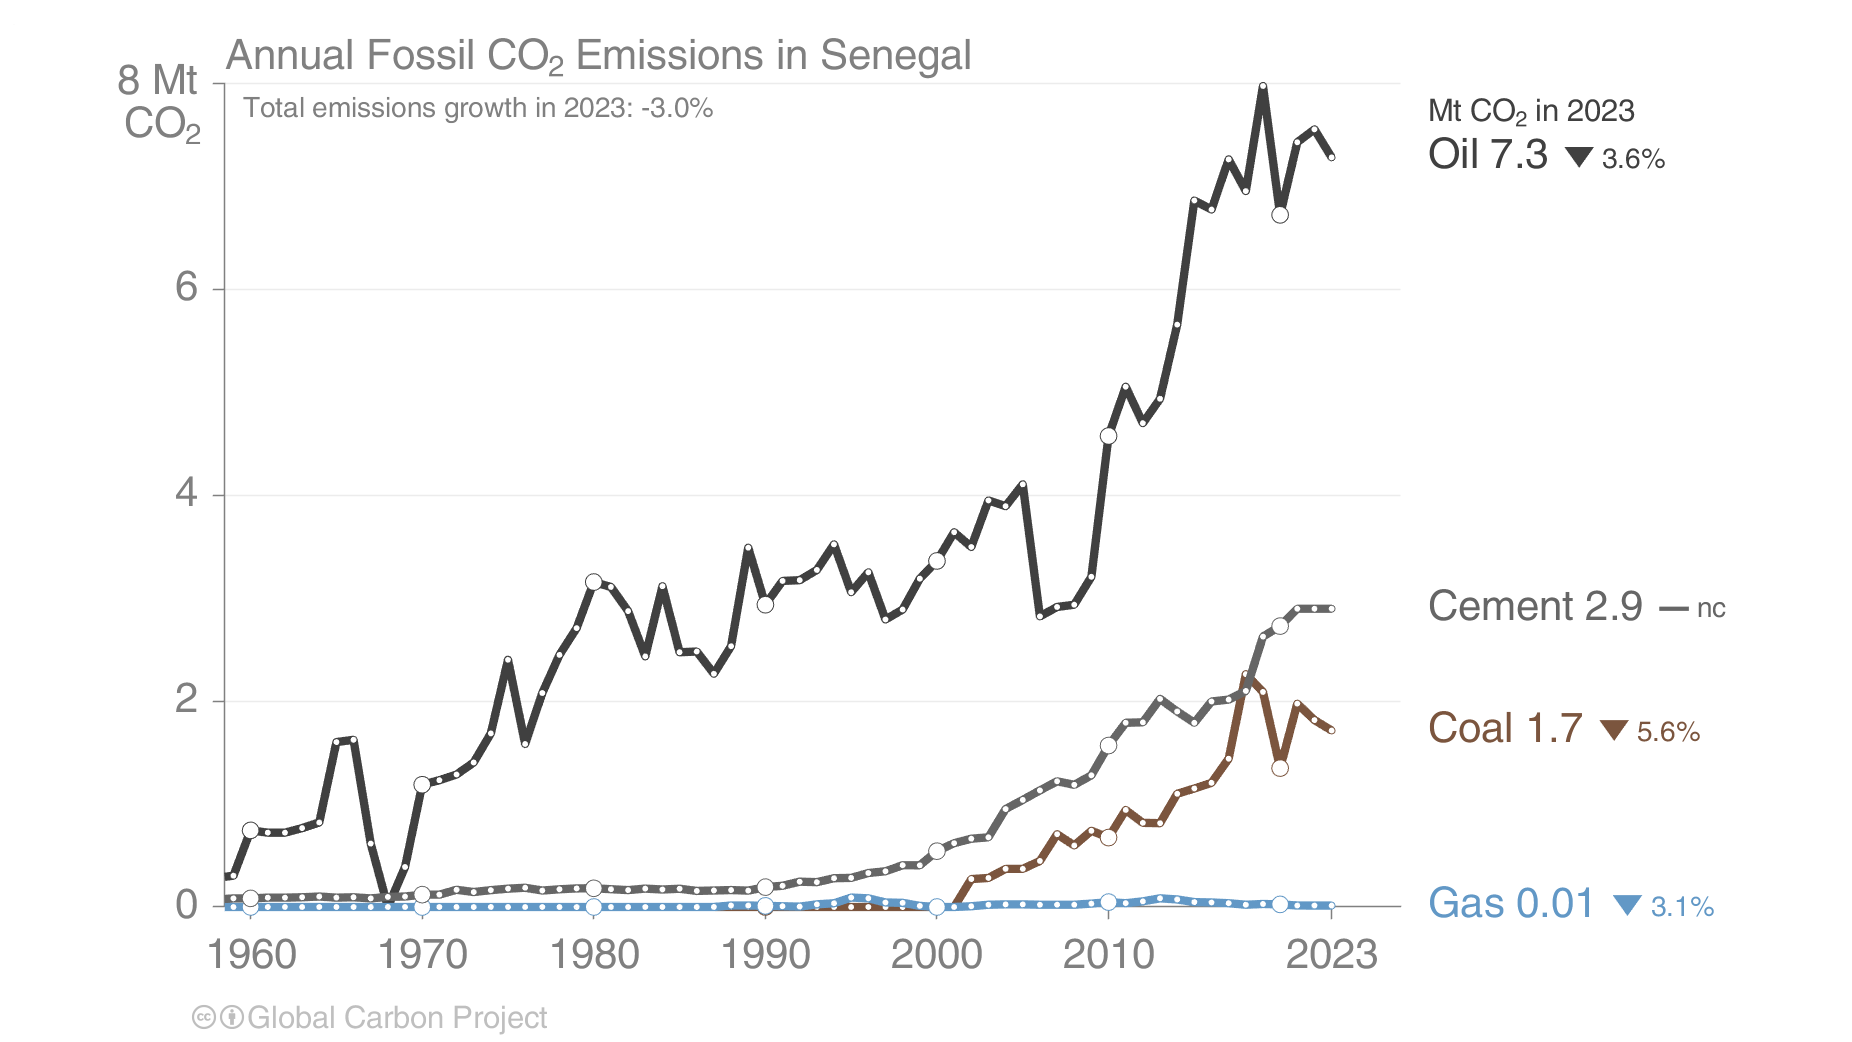 Annual Fossil CO₂ Emissions in Senegal
8 Mt
CO₂
Total emissions growth in 2023: -3.0%
Mt CO₂ in 2023
Oil 7.3 ▼ 3.6%
6
4
Cement 2.9 — nc
2
Coal 1.7 ▼ 5.6%
0
Gas 0.01 ▼ 3.1%
1960 1970 1980 1990 2000 2010 2023
cc Global Carbon Project